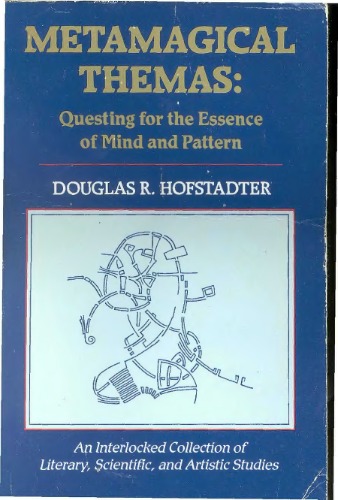 METAMAGICAL
THEMAS:
Questing for the Essence
of Mind and Pattern
DOUGLAS R. HOFSTADTER
An Interlocked Collection of
Literary, Scientific, and Artistic Studies